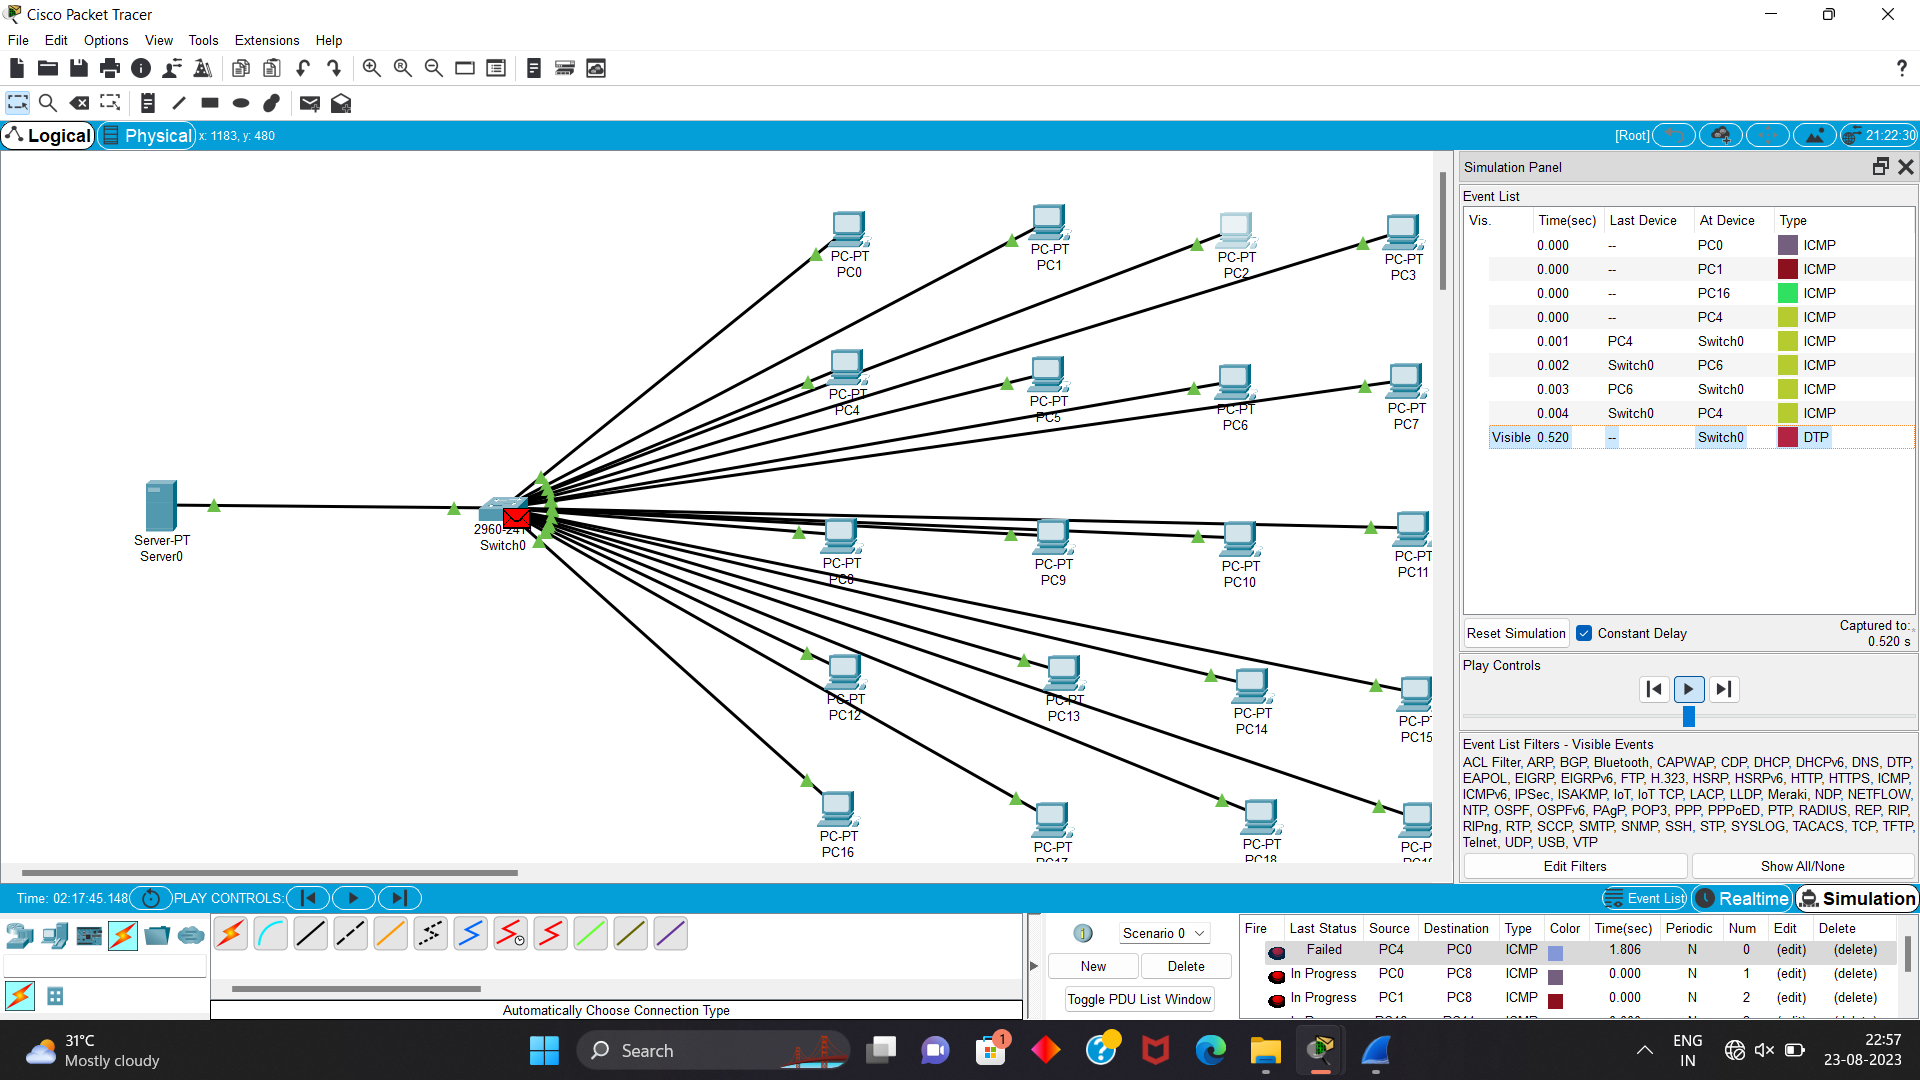 Cisco Packet Tracer
File Edit Options View Tools Extensions Help
?
Logical Physical x: 1183, y: 480 [Root] 21:22:30
Simulation Panel
Event List
Vis. Time(sec) Last Device At Device Type
0.000 -- PC0 ICMP
0.000 -- PC1 ICMP
0.000 -- PC16 ICMP
0.000 -- PC4 ICMP
0.001 PC4 Switch0 ICMP
0.002 Switch0 PC6 ICMP
0.003 PC6 Switch0 ICMP
0.004 Switch0 PC4 ICMP
Visible 0.520 -- Switch0 DTP
PC-PT
PC0
PC-PT
PC1
PC-PT
PC2
PC-PT
PC3
PC-PT
PC4
PC-PT
PC5
PC-PT
PC6
PC-PT
PC7
Server-PT
Server0
Switch0
PC-PT
PC8
PC-PT
PC9
PC-PT
PC10
PC-PT
PC11
PC-PT
PC12
PC-PT
PC13
PC-PT
PC14
PC-PT
PC15
PC-PT
PC16
PC-PT
PC17
PC-PT
PC18
Reset Simulation Constant Delay Captured to:
0.520 s
Play Controls
Event List Filters - Visible Events
ACL Filter, ARP, BGP, Bluetooth, CAPWAP, CDP, DHCP, DHCPv6, DNS, DTP,
EAPOL, EIGRP, EIGRPv6, FTP, H.323, HSRP, HSRPv6, HTTP, HTTPS, ICMP,
ICMPv6, IPSec, ISAKMP, IoT, IoT TCP, LACP, LLDP, Meraki, NDP, NETFLOW,
NTP, OSPF, OSPFv6, PAgP, POP3, PPP, PPPoED, PTP, RADIUS, REP, RIP,
RIPng, RTP, SCCP, SMTP, SNMP, SSH, STP, SYSLOG, TACACS, TCP, TFTP,
Telnet, UDP, USB, VTP
Edit Filters Show All/None
Time: 02:17:45.148 PLAY CONTROLS: Event List Realtime Simulation
Automatically Choose Connection Type
Scenario 0
New Delete
Toggle PDU List Window
Fire Last Status Source Destination Type Color Time(sec) Periodic Num Edit Delete
Failed PC4 PC0 ICMP 1.806 N 0 (edit) (delete)
In Progress PC0 PC8 ICMP 0.000 N 1 (edit) (delete)
In Progress PC1 PC8 ICMP 0.000 N 2 (edit) (delete)
31°C
Mostly cloudy
Search
1
ENG
IN
22:57
23-08-2023